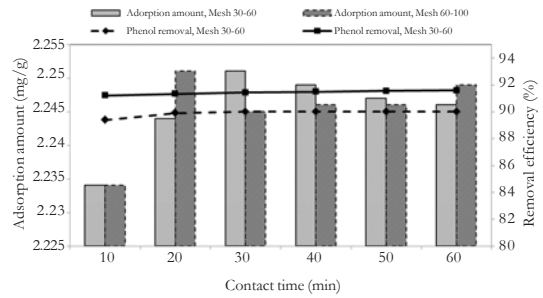 Adorption amount, Mesh 30-60
Adorption amount, Mesh 60-100
Phenol removal, Mesh 30-60
Phenol removal, Mesh 30-60
2.255
2.25
2.245
2.24
2.235
2.23
2.225
94
92
90
88
86
84
82
80
10 20 30 40 50 60
Adsorption amount (mg/g)
Removal efficiency (%)
Contact time (min)